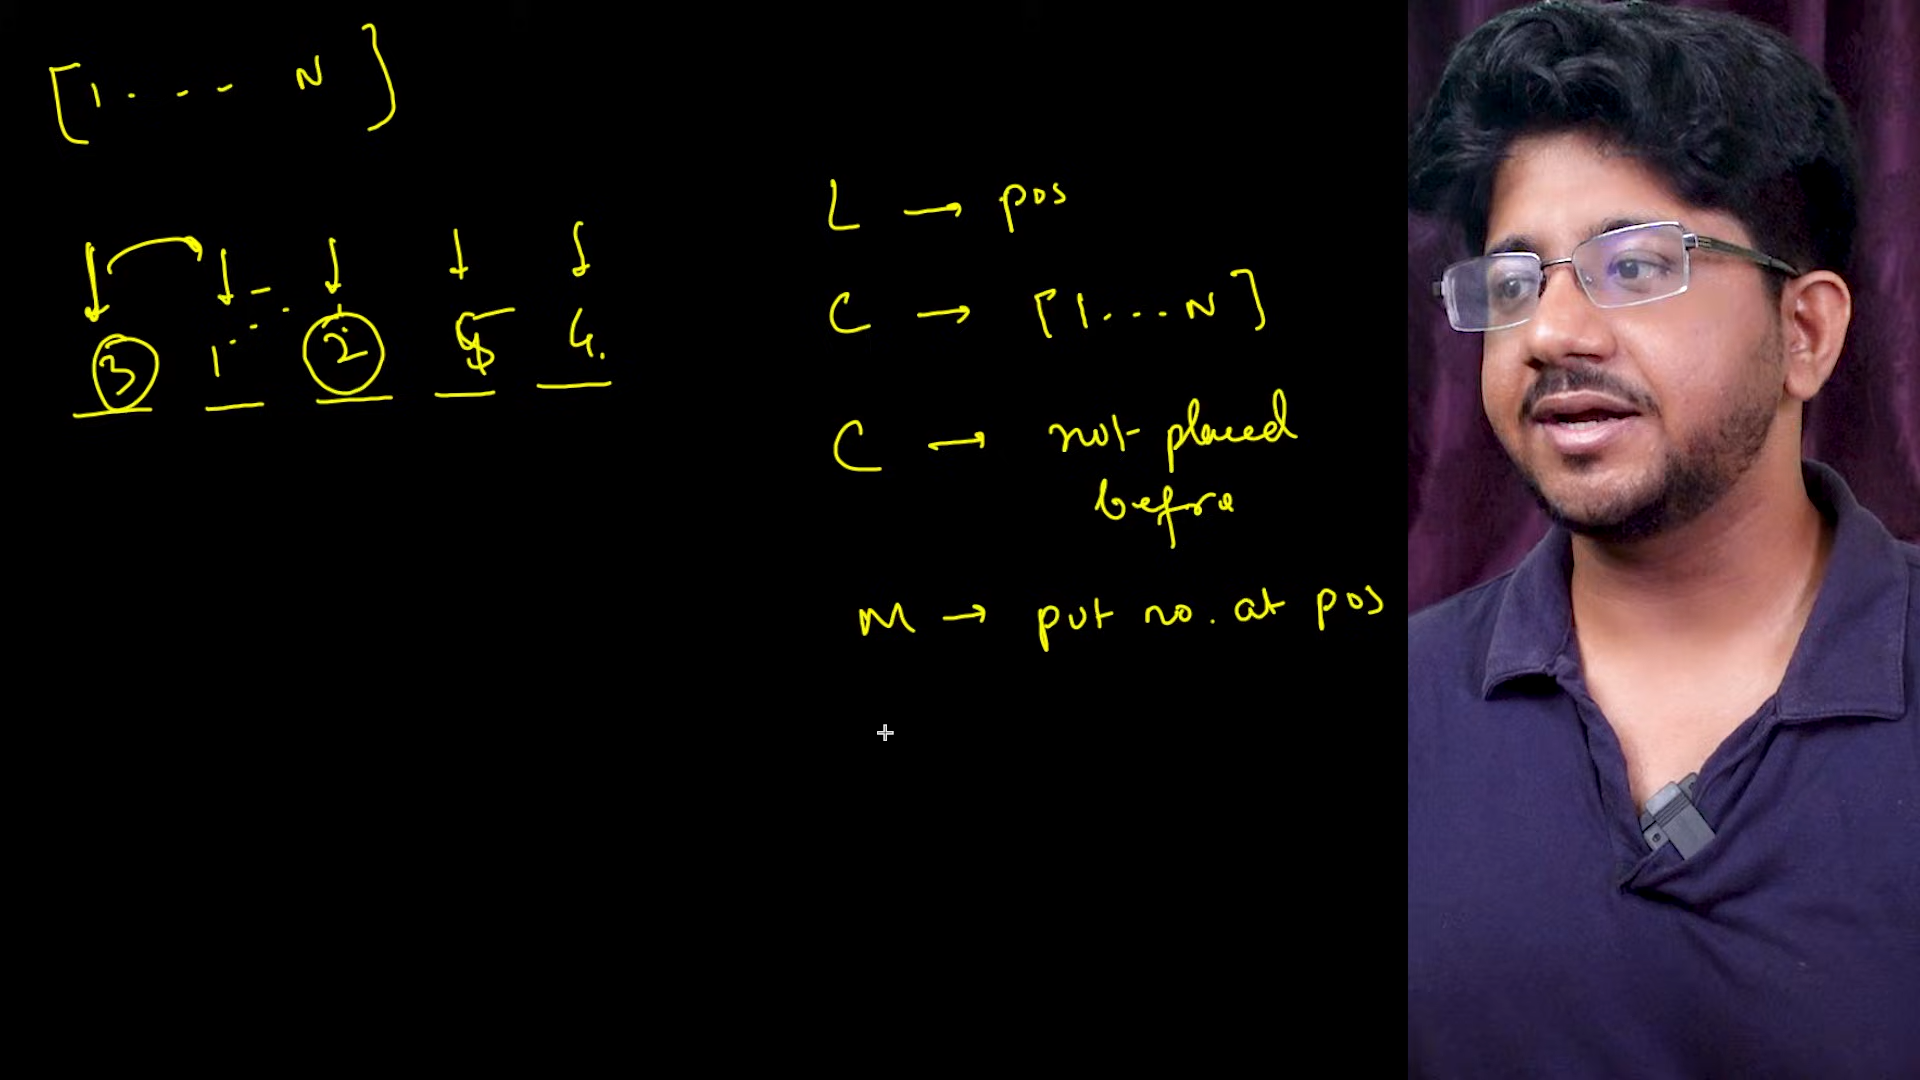 [1 . - - N]
3 1 2 5 4.
L → pos
C → [1 . . . N]
C → not placed
before
M → put no. at pos